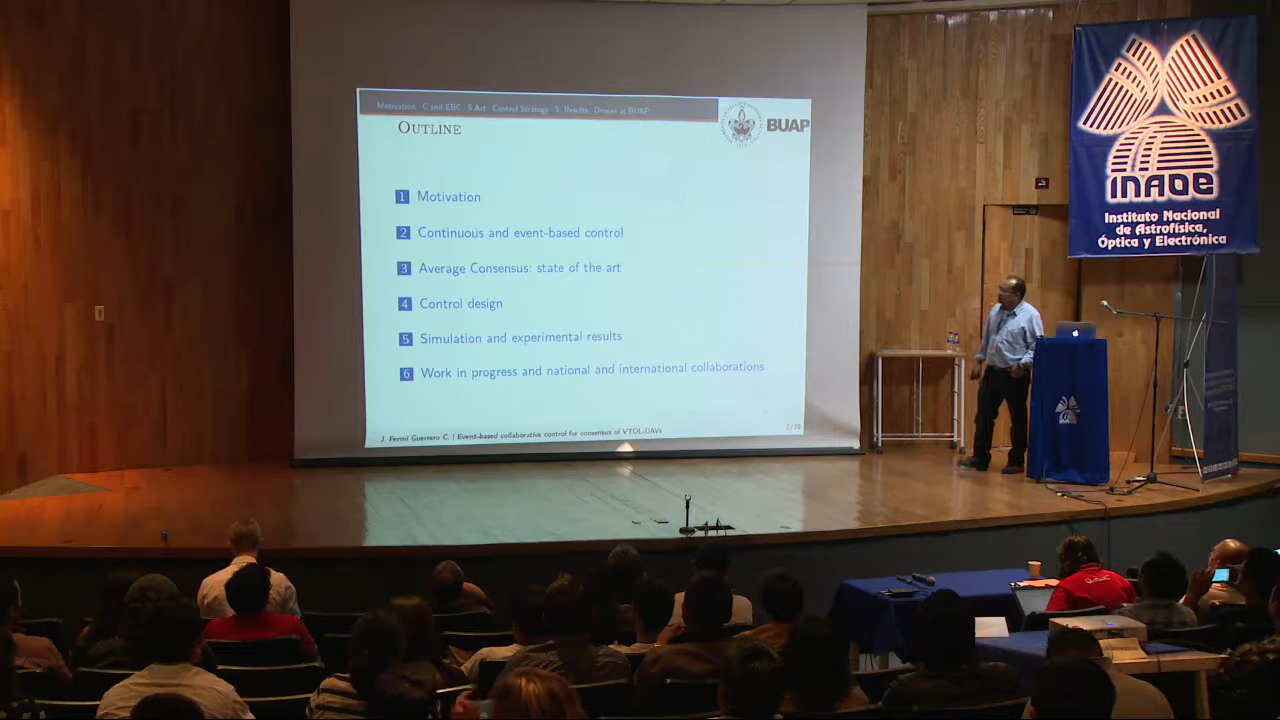 Motivation C and EBC S Art Control Strategy S. Results Drones at BUAP
OUTLINE
BUAP
1 Motivation
2 Continuous and event-based control
3 Average Consensus: state of the art
4 Control design
5 Simulation and experimental results
6 Work in progress and national and international collaborations
J. Fermi Guerrero C. | Event-based collaborative control for consensus of VTOL-UAVs
2/39
INAOE
Instituto Nacional
de Astrofísica,
Óptica y Electrónica
INAOE